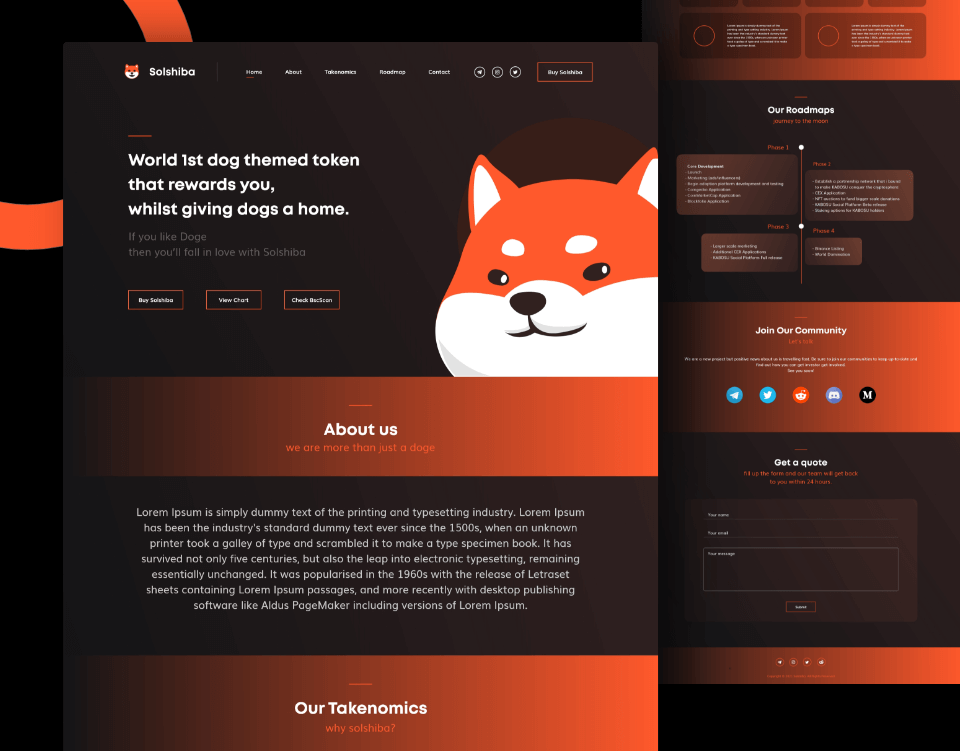 Solshiba
Home
About
Takenomics
Roadmap
Contact
Buy Solshiba
World 1st dog themed token
that rewards you,
whilst giving dogs a home.
If you like Doge
then you'll fall in love with Solshiba
Buy Solshiba
View Chart
Check BscScan
About us
we are more than just a doge
Lorem Ipsum is simply dummy text of the printing and typesetting industry. Lorem Ipsum
has been the industry's standard dummy text ever since the 1500s, when an unknown
printer took a galley of type and scrambled it to make a type specimen book. It has
survived not only five centuries, but also the leap into electronic typesetting, remaining
essentially unchanged. It was popularised in the 1960s with the release of Letraset
sheets containing Lorem Ipsum passages, and more recently with desktop publishing
software like Aldus PageMaker including versions of Lorem Ipsum.
Our Takenomics
why solshiba?
Our Roadmaps
journey to the moon
Phase 1
- Core Development
- Launch
- Marketing (ads/influencers)
- Begin adoption platform development and testing
- Coingecko Application
- CoinMarketCap Application
- Blockfolio Application
Phase 2
- Establish a partnership network that is bound
to make KABOSU conquer the cryptosphere
- CEX Application
- NFT auctions to fund bigger scale donations
- KABOSU Social Platform Beta release
- Staking options for KABOSU holders
Phase 3
- Larger scale marketing
- Additional CEX Applications
- KABOSU Social Platform Full release
Phase 4
- Binance Listing
- World Domination
Join Our Community
Let's talk
We are a new project but positive news about us is travelling fast. Be sure to join our communities to keep up-to-date and
find out how you can get involved.
See you soon!
M
Get a quote
fill up the form and our team will get back
to you within 24 hours.
Your name
Your email
Your message
Submit